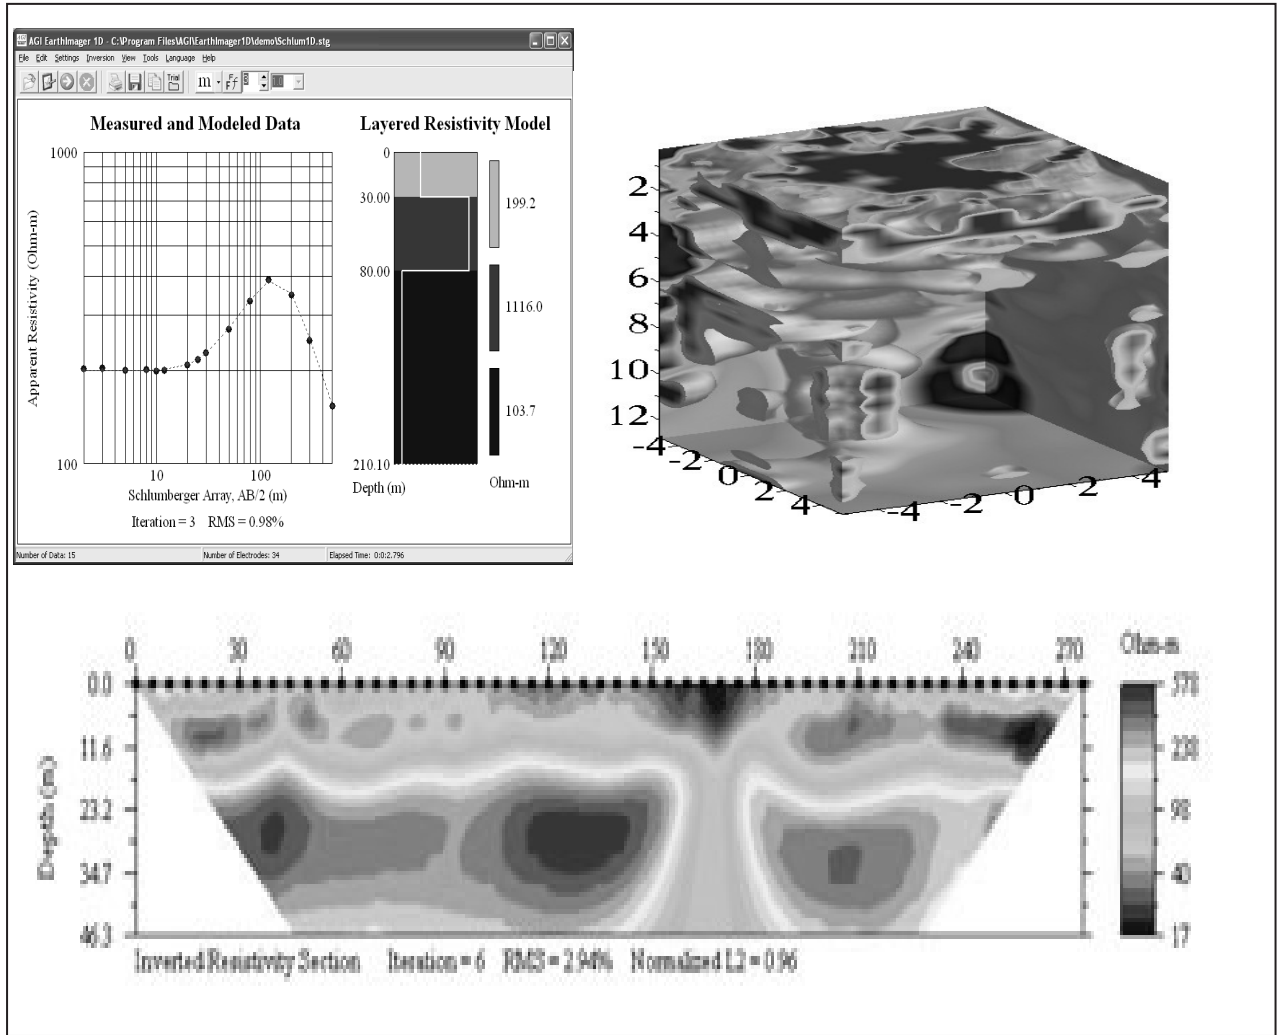 AGI EarthImager 1D - C:\Program Files\AGI\EarthImager1D\demo\Schlum1D.stg
File Edit Settings Inversion View Tools Language Help
Trial
m
Measured and Modeled Data
Layered Resistivity Model
1000
100
Apparent Resistivity (Ohm-m)
10 100
Schlumberger Array, AB/2 (m)
Iteration = 3 RMS = 0.98%
0
30.00
80.00
210.10
Depth (m)
199.2
1116.0
103.7
Ohm-m
Number of Data: 15 Number of Electrodes: 34 Elapsed Time: 0:0:2.796
2
4
6
8
10
12
-4 -2 0 2 4
-4 -2 0 2 4
0 30 60 90 120 150 180 210 240 270
Ohm-m
0.0
11.6
23.2
34.7
46.3
Depth (m)
370
98
40
17
Inverted Resistivity Section Iteration = 6 RMS = 2.94% Normalized L2 = 0.96